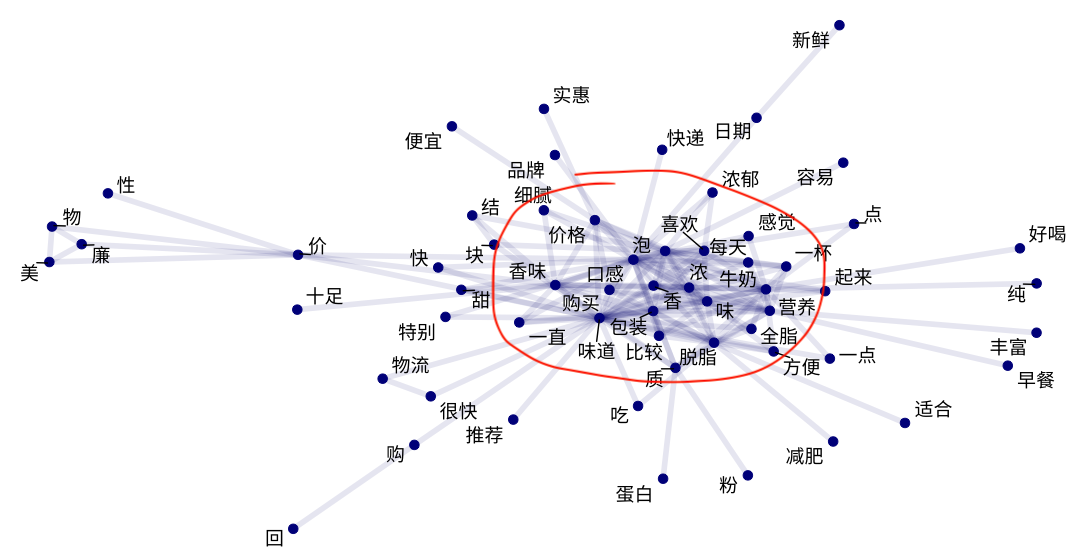 新鲜
实惠
便宜
快递
日期
品牌
容易
性
细腻
浓郁
物
结
喜欢
感觉
点
价格
好喝
价
泡
每天
一杯
廉
块
快
美
香味
口感
浓
牛奶
起来
纯
十足
甜
购买
香
味
营养
特别
一直
包装
全脂
丰富
味道
比较
脱脂
物流
方便
一点
质
早餐
很快
吃
适合
推荐
购
减肥
粉
蛋白
回